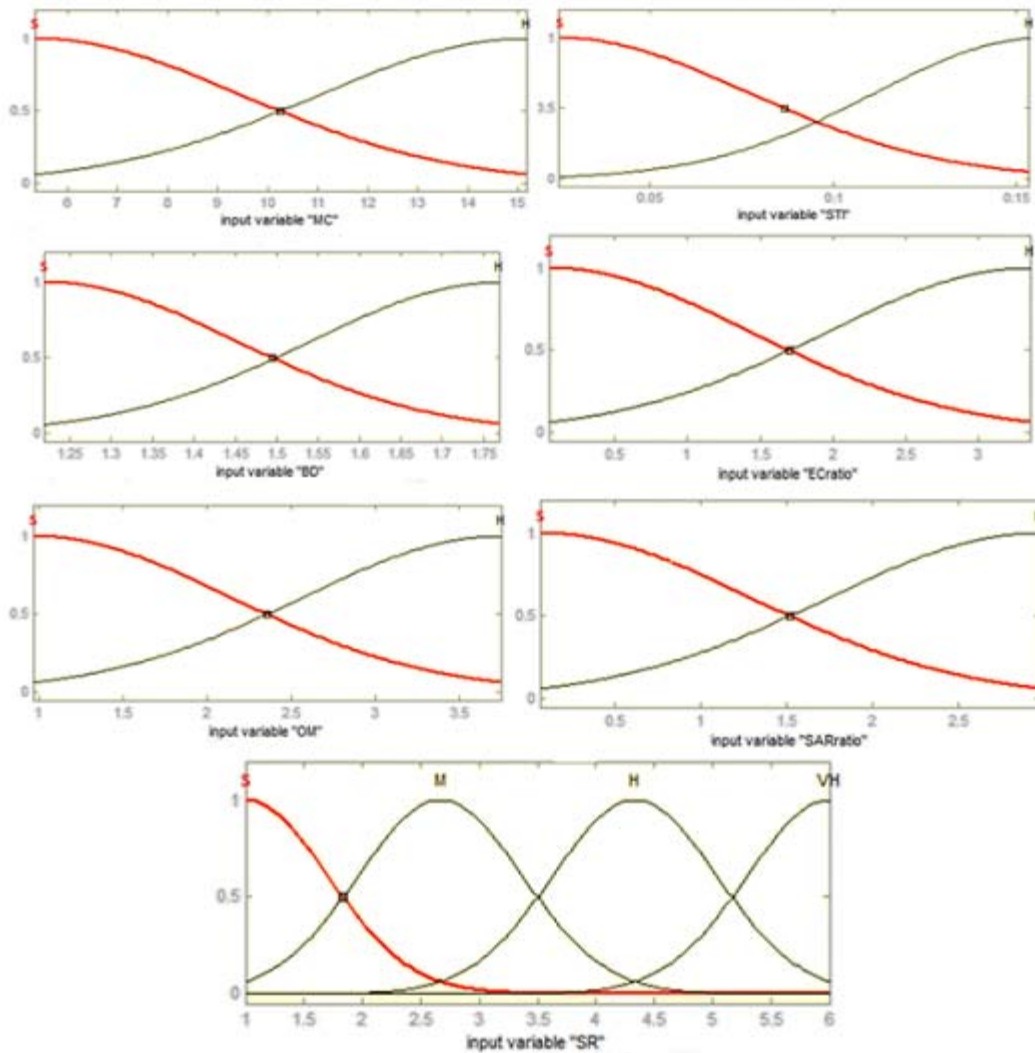 S H
1
0.5
0
6 7 8 9 10 11 12 13 14 15
input variable "MC"
S H
1
0.5
0.05 0.1 0.15
input variable "STI"
S H
1
0.5
0
1.25 1.3 1.35 1.4 1.45 1.5 1.55 1.6 1.65 1.7 1.75
input variable "BD"
S H
1
0.5
0
0.5 1 1.5 2 2.5 3
input variable "ECratio"
S H
1
0.5
0
1 1.5 2 2.5 3 3.5
input variable "OM"
S
1
0.5
0
0.5 1 1.5 2 2.5
input variable "SARratio"
S M H VH
1
0.5
0
1 1.5 2 2.5 3 3.5 4 4.5 5 5.5 6
input variable "SR"